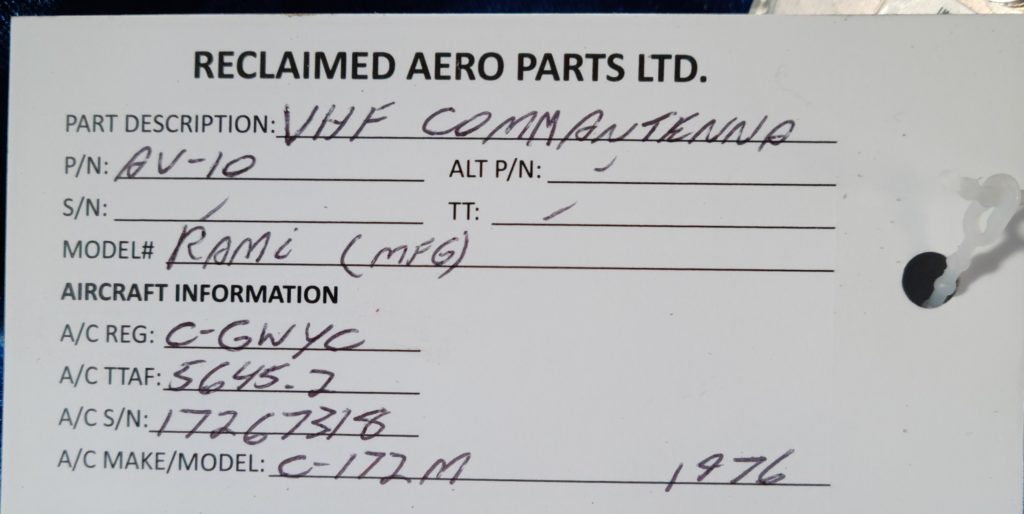 RECLAIMED AERO PARTS LTD.
PART DESCRIPTION: VHF COMM ANTENNA
P/N: AV-10 ALT P/N: -
S/N: / TT: -
MODEL# RAMi (MFG)
AIRCRAFT INFORMATION
A/C REG: C-GWYC
A/C TTAF: 5645.2
A/C S/N: 17267318
A/C MAKE/MODEL: C-172M 1976